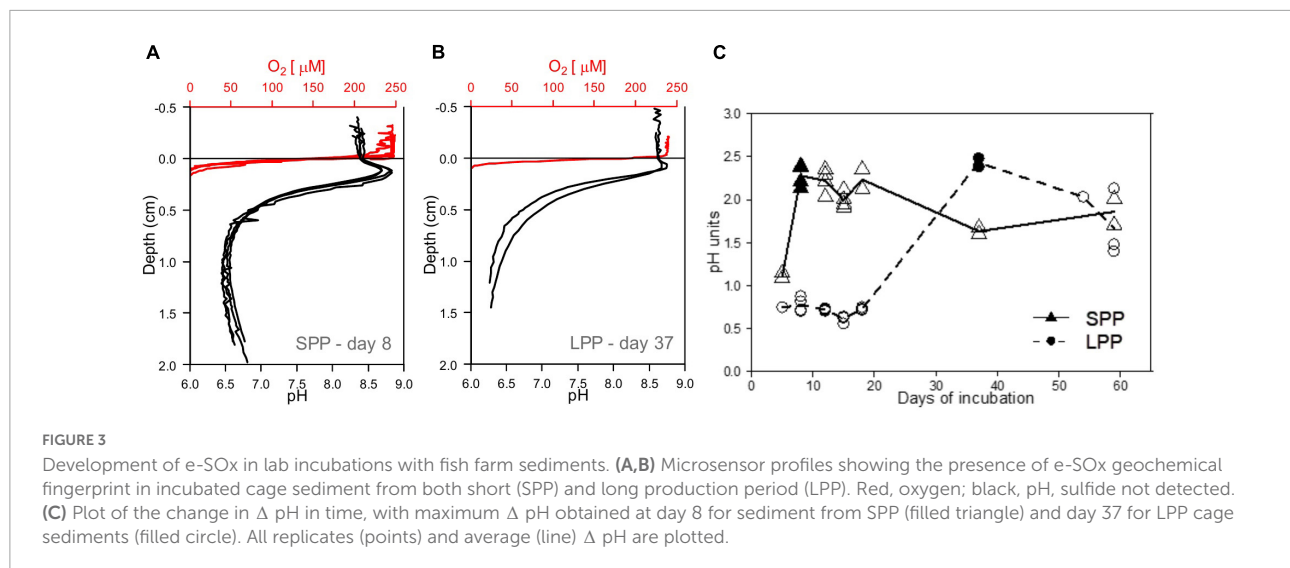 A
O₂ [ μM]
0 50 100 150 200 250
-0.5
0.0
0.5
1.0
1.5
2.0
Depth (cm)
SPP - day 8
6.0 6.5 7.0 7.5 8.0 8.5 9.0
pH
B
O₂ [ μM]
0 50 100 150 200 250
-0.5
0.0
0.5
1.0
1.5
2.0
Depth (cm)
LPP - day 37
6.0 6.5 7.0 7.5 8.0 8.5 9.0
pH
C
3.0
2.5
2.0
1.5
1.0
0.5
0.0
pH units
SPP
LPP
0 10 20 30 40 50 60
Days of incubation
FIGURE 3
Development of e-SOx in lab incubations with fish farm sediments. (A,B) Microsensor profiles showing the presence of e-SOx geochemical
fingerprint in incubated cage sediment from both short (SPP) and long production period (LPP). Red, oxygen; black, pH, sulfide not detected.
(C) Plot of the change in Δ pH in time, with maximum Δ pH obtained at day 8 for sediment from SPP (filled triangle) and day 37 for LPP cage
sediments (filled circle). All replicates (points) and average (line) Δ pH are plotted.